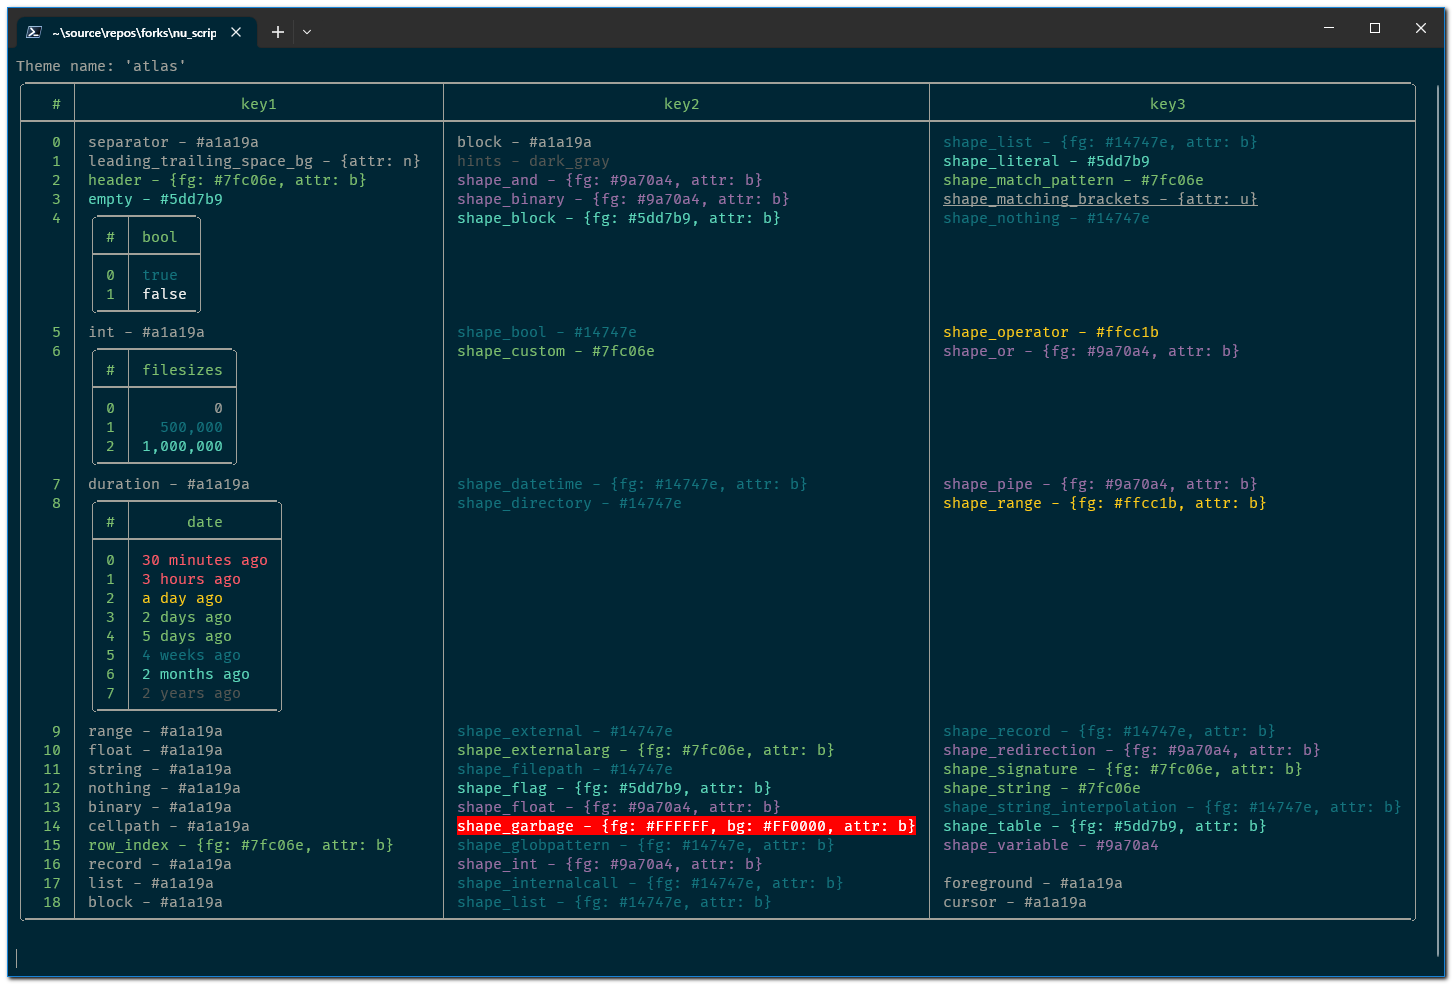 ~\source\repos\forks\nu_scrip
Theme name: 'atlas'
# key1 key2 key3
0 separator - #a1a19a block - #a1a19a shape_list - {fg: #14747e, attr: b}
1 leading_trailing_space_bg - {attr: n} hints - dark_gray shape_literal - #5dd7b9
2 header - {fg: #7fc06e, attr: b} shape_and - {fg: #9a70a4, attr: b} shape_match_pattern - #7fc06e
3 empty - #5dd7b9 shape_binary - {fg: #9a70a4, attr: b} shape_matching_brackets - {attr: u}
4 shape_block - {fg: #5dd7b9, attr: b} shape_nothing - #14747e
# bool
0 true
1 false
5 int - #a1a19a shape_bool - #14747e shape_operator - #ffcc1b
6 shape_custom - #7fc06e shape_or - {fg: #9a70a4, attr: b}
# filesizes
0 0
1 500,000
2 1,000,000
7 duration - #a1a19a shape_datetime - {fg: #14747e, attr: b} shape_pipe - {fg: #9a70a4, attr: b}
8 shape_directory - #14747e shape_range - {fg: #ffcc1b, attr: b}
# date
0 30 minutes ago
1 3 hours ago
2 a day ago
3 2 days ago
4 5 days ago
5 4 weeks ago
6 2 months ago
7 2 years ago
9 range - #a1a19a shape_external - #14747e shape_record - {fg: #14747e, attr: b}
10 float - #a1a19a shape_externalarg - {fg: #7fc06e, attr: b} shape_redirection - {fg: #9a70a4, attr: b}
11 string - #a1a19a shape_filepath - #14747e shape_signature - {fg: #7fc06e, attr: b}
12 nothing - #a1a19a shape_flag - {fg: #5dd7b9, attr: b} shape_string - #7fc06e
13 binary - #a1a19a shape_float - {fg: #9a70a4, attr: b} shape_string_interpolation - {fg: #14747e, attr: b}
14 cellpath - #a1a19a shape_garbage - {fg: #FFFFFF, bg: #FF0000, attr: b} shape_table - {fg: #5dd7b9, attr: b}
15 row_index - {fg: #7fc06e, attr: b} shape_globpattern - {fg: #14747e, attr: b} shape_variable - #9a70a4
16 record - #a1a19a shape_int - {fg: #9a70a4, attr: b}
17 list - #a1a19a shape_internalcall - {fg: #14747e, attr: b} foreground - #a1a19a
18 block - #a1a19a shape_list - {fg: #14747e, attr: b} cursor - #a1a19a